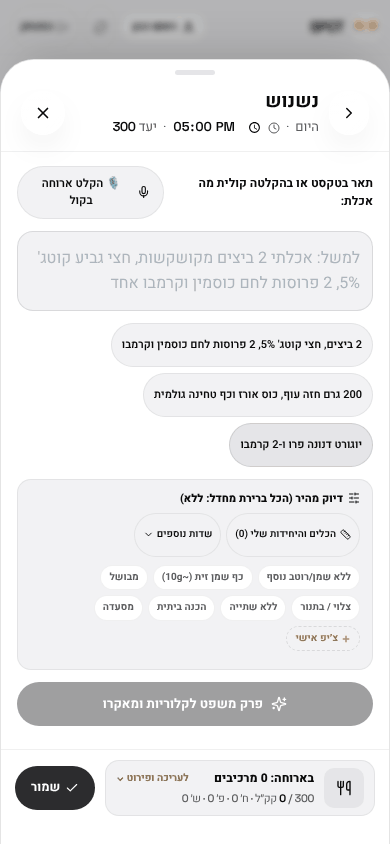 SPOT
נשנוש
היום · 05:00 PM · יעד 300
תאר בטקסט או בהקלטה קולית מה
אכלת:
🎙️ הקלט ארוחה
בקול
למשל: אכלתי 2 ביצים מקושקשות, חצי גביע קוטג'
5%, 2 פרוסות לחם כוסמין וקרמבו אחד
2 ביצים, חצי קוטג' 5%, 2 פרוסות לחם כוסמין וקרמבו
200 גרם חזה עוף, כוס אורז וכף טחינה גולמית
יוגורט דנונה פרו ו-2 קרמבו
דיוק מהיר (הכל ברירת מחדל: ללא)
📏 הכלים והיחידות שלי (0) שדות נוספים
ללא שמן/רוטב נוסף כף שמן זית (~10g) מבושל
צלוי / בתנור ללא שתייה הכנה ביתית מסעדה
+ צ'יפ אישי
פרק משפט לקלוריות ומאקרו
בארוחה: 0 מרכיבים לעריכה ופירוט
0 / 300 קק"ל · ח' 0 · פ' 0 · ש' 0
שמור